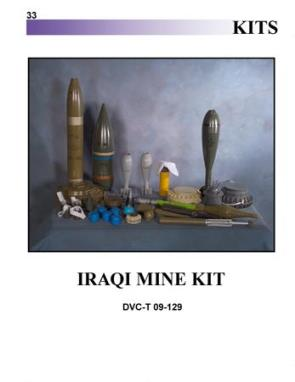 33
KITS
IRAQI MINE KIT
DVC-T 09-129